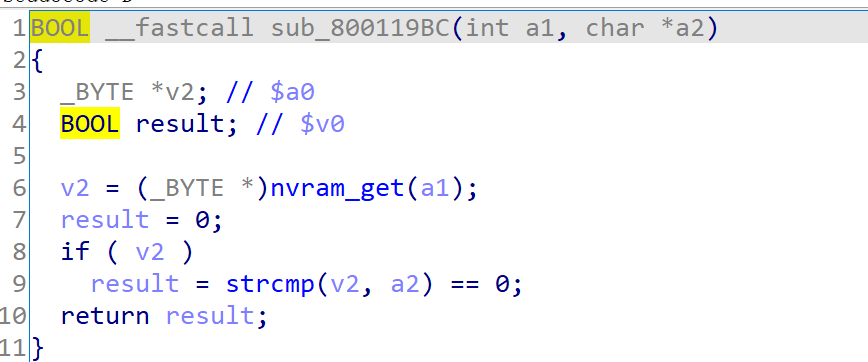 1 BOOL __fastcall sub_800119BC(int a1, char *a2)
2 {
3   _BYTE *v2; // $a0
4   BOOL result; // $v0
5
6   v2 = (_BYTE *)nvram_get(a1);
7   result = 0;
8   if ( v2 )
9     result = strcmp(v2, a2) == 0;
10   return result;
11 }